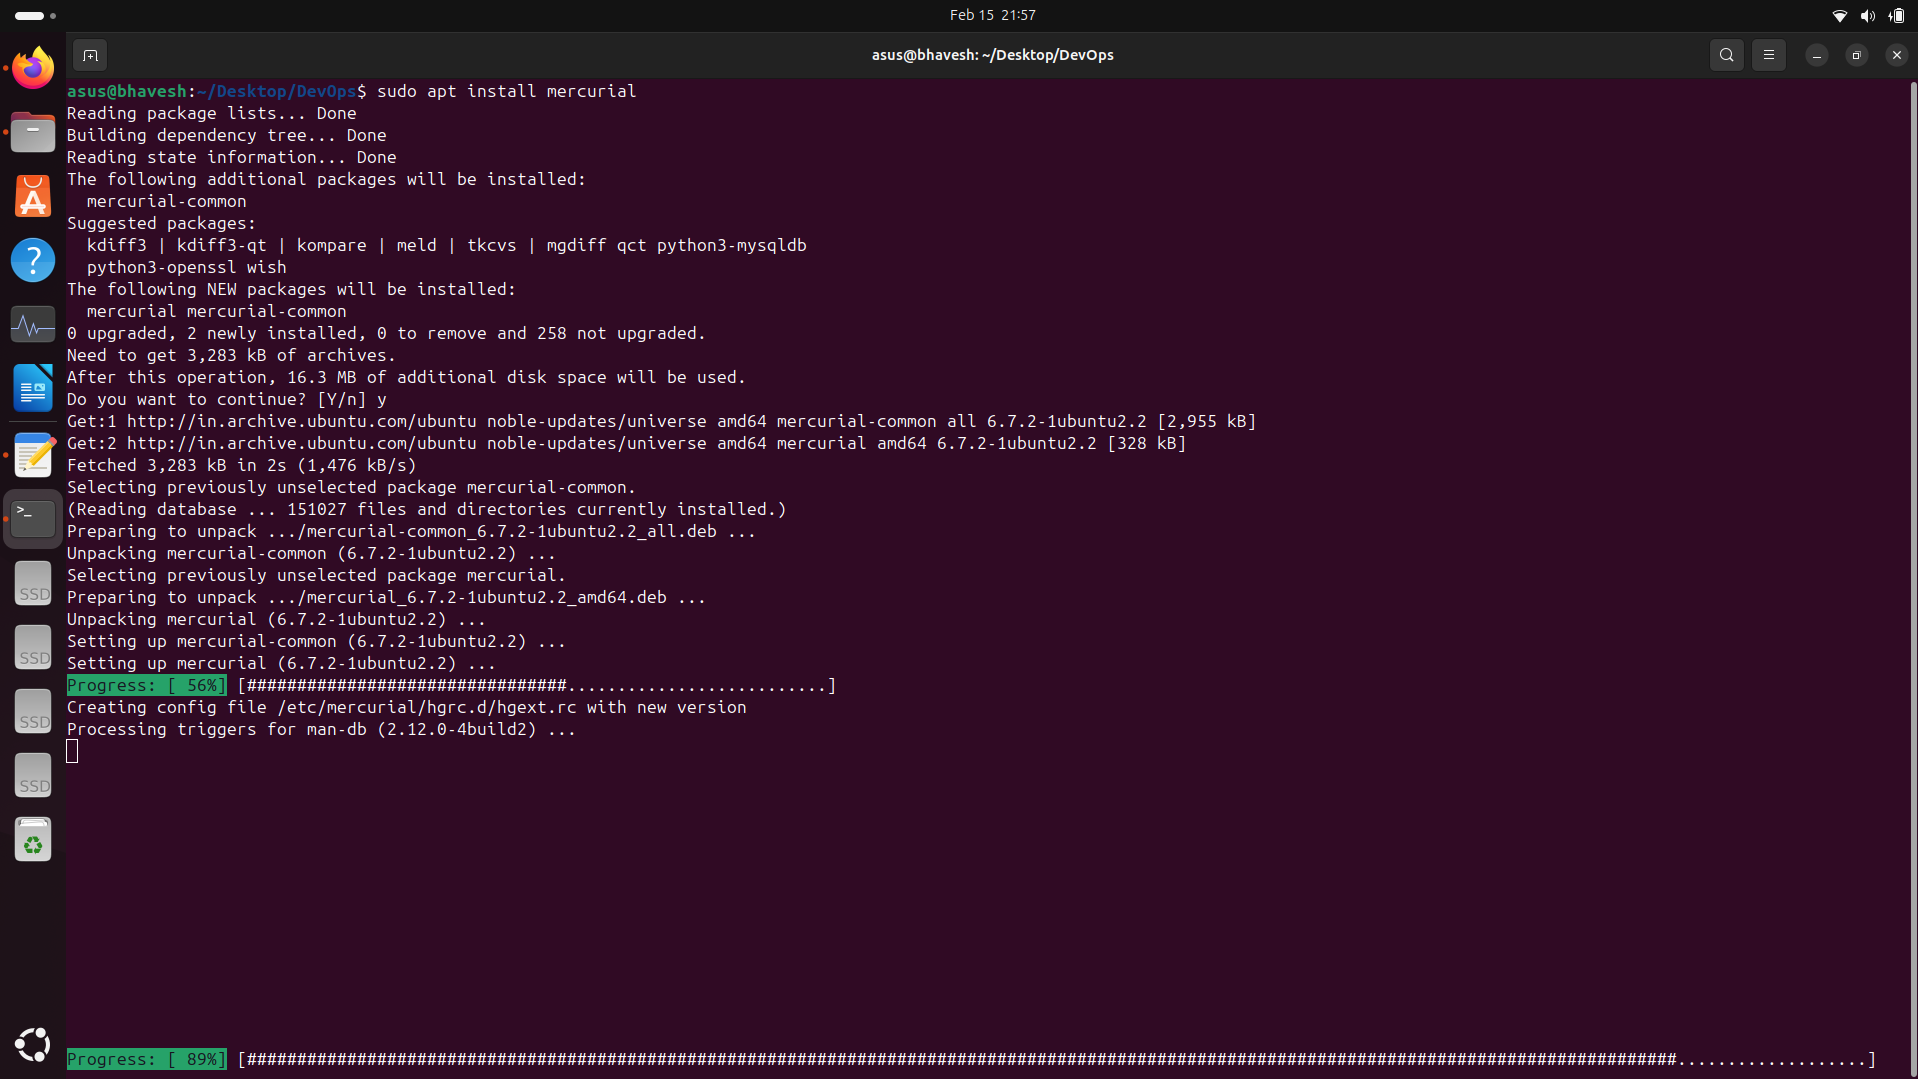 Feb 15 21:57
asus@bhavesh: ~/Desktop/DevOps
asus@bhavesh:~/Desktop/DevOps$ sudo apt install mercurial
Reading package lists... Done
Building dependency tree... Done
Reading state information... Done
The following additional packages will be installed:
  mercurial-common
Suggested packages:
  kdiff3 | kdiff3-qt | kompare | meld | tkcvs | mgdiff qct python3-mysqldb
  python3-openssl wish
The following NEW packages will be installed:
  mercurial mercurial-common
0 upgraded, 2 newly installed, 0 to remove and 258 not upgraded.
Need to get 3,283 kB of archives.
After this operation, 16.3 MB of additional disk space will be used.
Do you want to continue? [Y/n] y
Get:1 http://in.archive.ubuntu.com/ubuntu noble-updates/universe amd64 mercurial-common all 6.7.2-1ubuntu2.2 [2,955 kB]
Get:2 http://in.archive.ubuntu.com/ubuntu noble-updates/universe amd64 mercurial amd64 6.7.2-1ubuntu2.2 [328 kB]
Fetched 3,283 kB in 2s (1,476 kB/s)
Selecting previously unselected package mercurial-common.
(Reading database ... 151027 files and directories currently installed.)
Preparing to unpack .../mercurial-common_6.7.2-1ubuntu2.2_all.deb ...
Unpacking mercurial-common (6.7.2-1ubuntu2.2) ...
Selecting previously unselected package mercurial.
Preparing to unpack .../mercurial_6.7.2-1ubuntu2.2_amd64.deb ...
Unpacking mercurial (6.7.2-1ubuntu2.2) ...
Setting up mercurial-common (6.7.2-1ubuntu2.2) ...
Setting up mercurial (6.7.2-1ubuntu2.2) ...
Progress: [ 56%] [################################..........................]
Creating config file /etc/mercurial/hgrc.d/hgext.rc with new version
Processing triggers for man-db (2.12.0-4build2) ...
SSD
SSD
SSD
SSD
Progress: [ 89%] [###############################################################################################################################################...................]